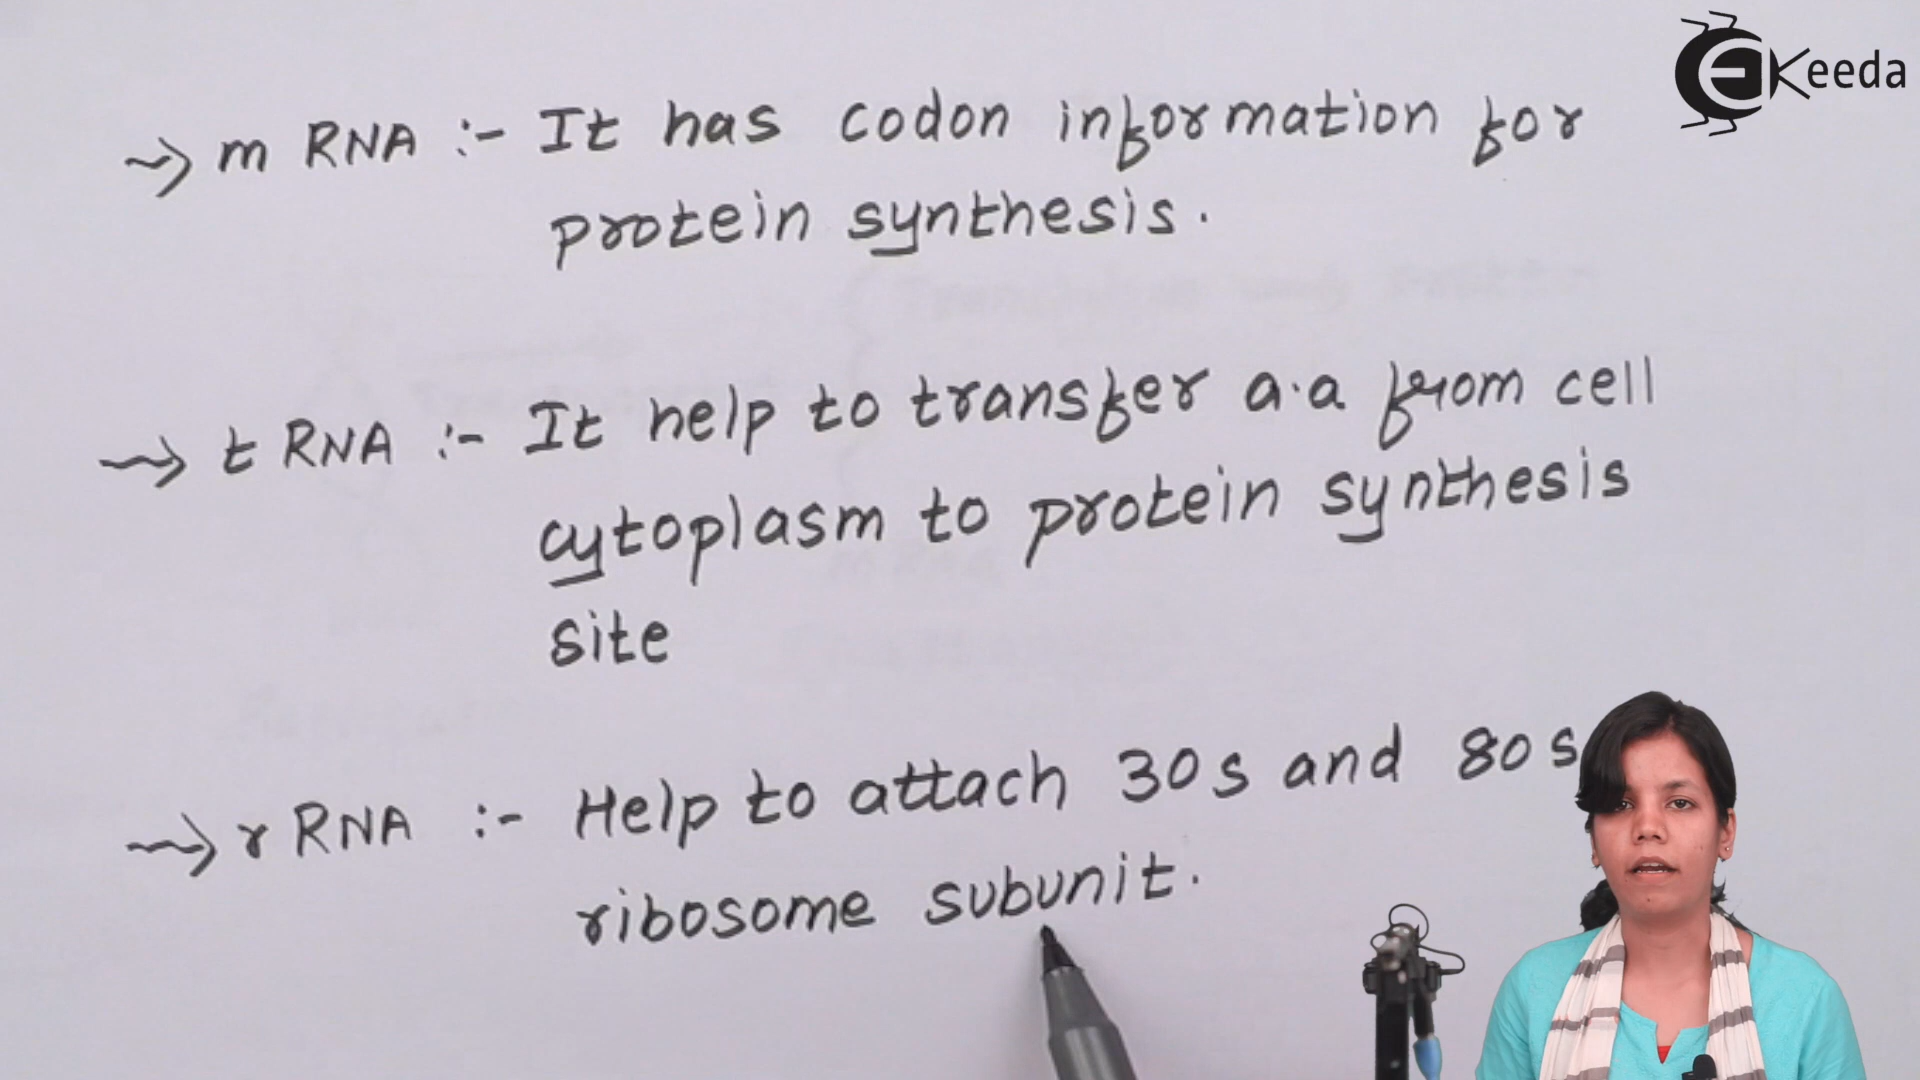 EKeeda
~> m RNA :- It has codon information for
protein synthesis.
~> t RNA :- It help to transfer a.a from cell
cytoplasm to protein synthesis
site
~> r RNA :- Help to attach 30s and 80s
ribosome subunit.